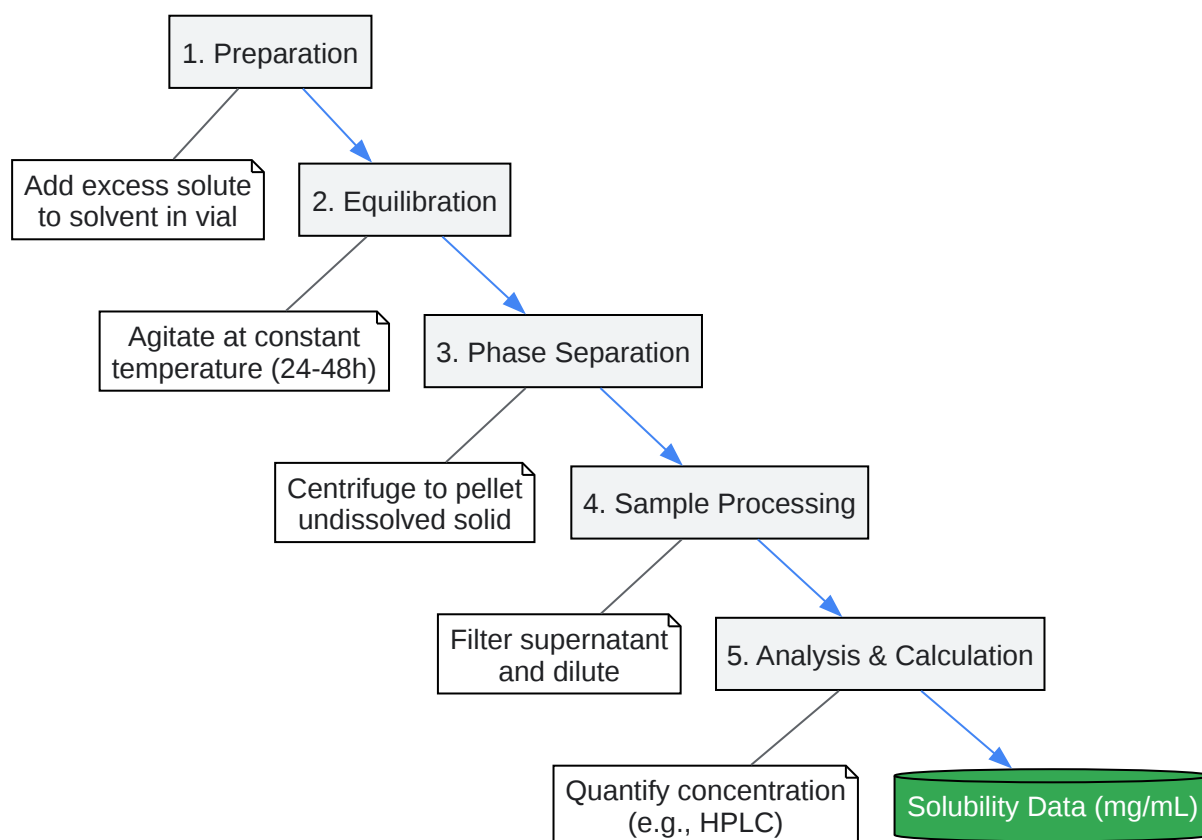 1. Preparation
Add excess solute
to solvent in vial
2. Equilibration
Agitate at constant
temperature (24-48h)
3. Phase Separation
Centrifuge to pellet
undissolved solid
4. Sample Processing
Filter supernatant
and dilute
5. Analysis & Calculation
Quantify concentration
(e.g., HPLC)
Solubility Data (mg/mL)